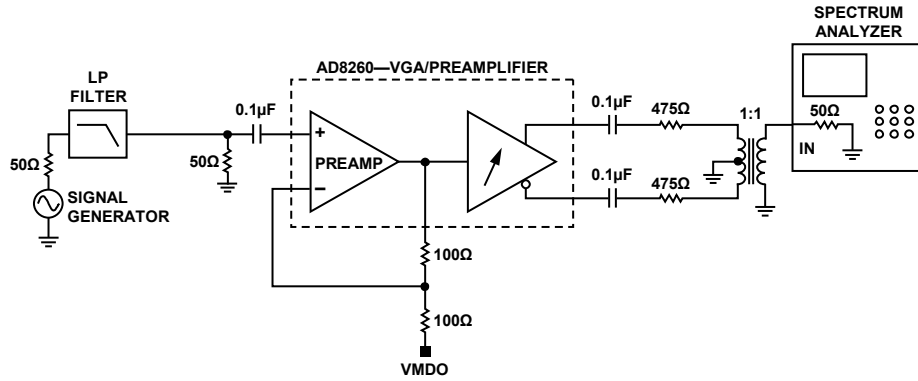 SPECTRUM
ANALYZER
AD8260—VGA/PREAMPLIFIER
LP
FILTER
0.1µF
0.1µF
475Ω
1:1
50Ω
+
PREAMP
–
IN
50Ω
50Ω
0.1µF
475Ω
SIGNAL
GENERATOR
100Ω
100Ω
VMDO